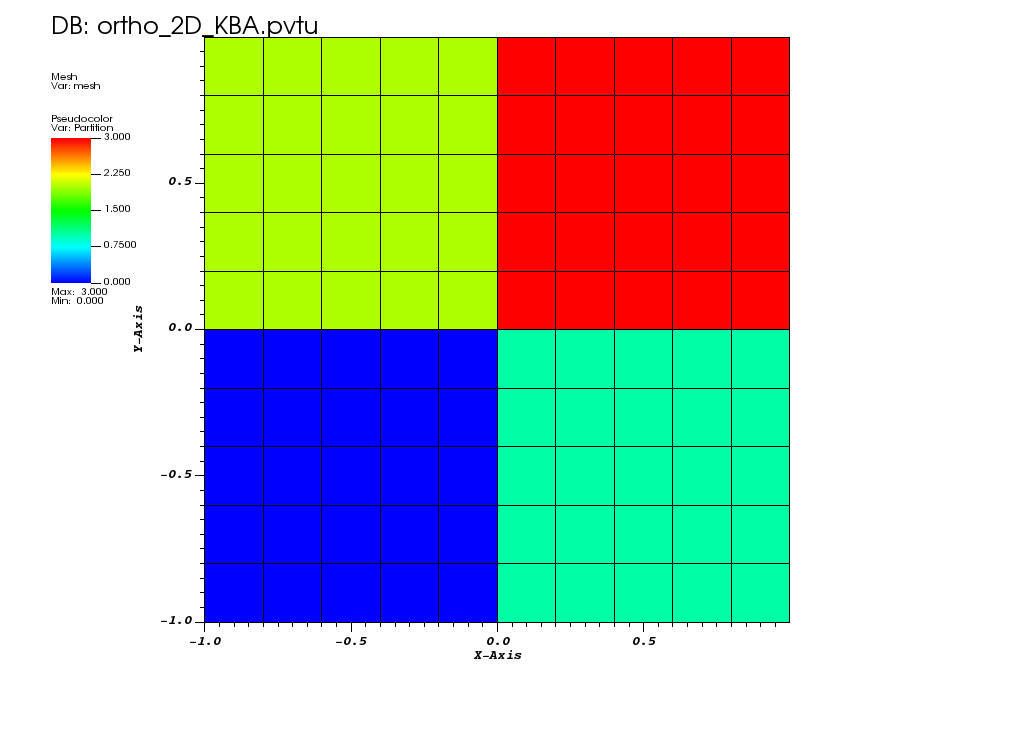 DB: ortho_2D_KBA.pvtu
Mesh
Var: mesh
Pseudocolor
Var: Partition
3.000
2.250
1.500
0.7500
0.000
Max: 3.000
Min: 0.000
Y-Axis
0.5
0.0
-0.5
-1.0
-1.0 -0.5 0.0 0.5
X-Axis